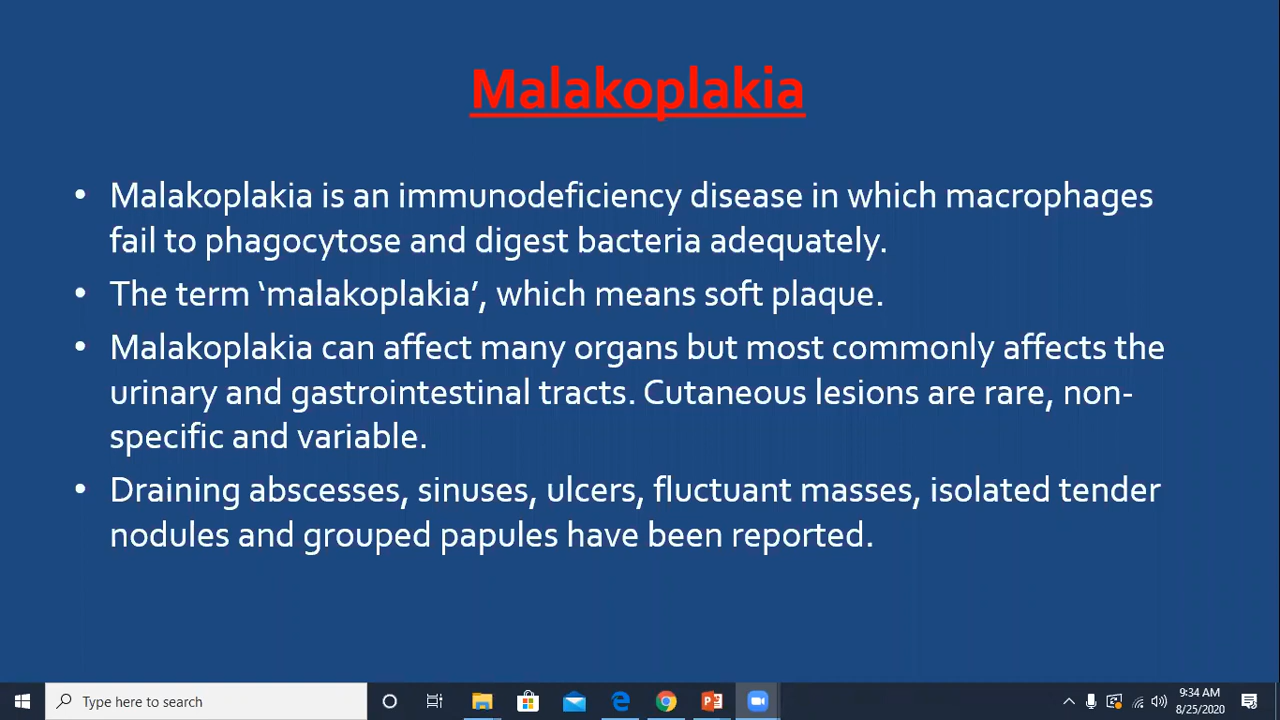 Malakoplakia
• Malakoplakia is an immunodeficiency disease in which macrophages
fail to phagocytose and digest bacteria adequately.
• The term ‘malakoplakia’, which means soft plaque.
• Malakoplakia can affect many organs but most commonly affects the
urinary and gastrointestinal tracts. Cutaneous lesions are rare, non-
specific and variable.
• Draining abscesses, sinuses, ulcers, fluctuant masses, isolated tender
nodules and grouped papules have been reported.
Type here to search
9:34 AM
8/25/2020